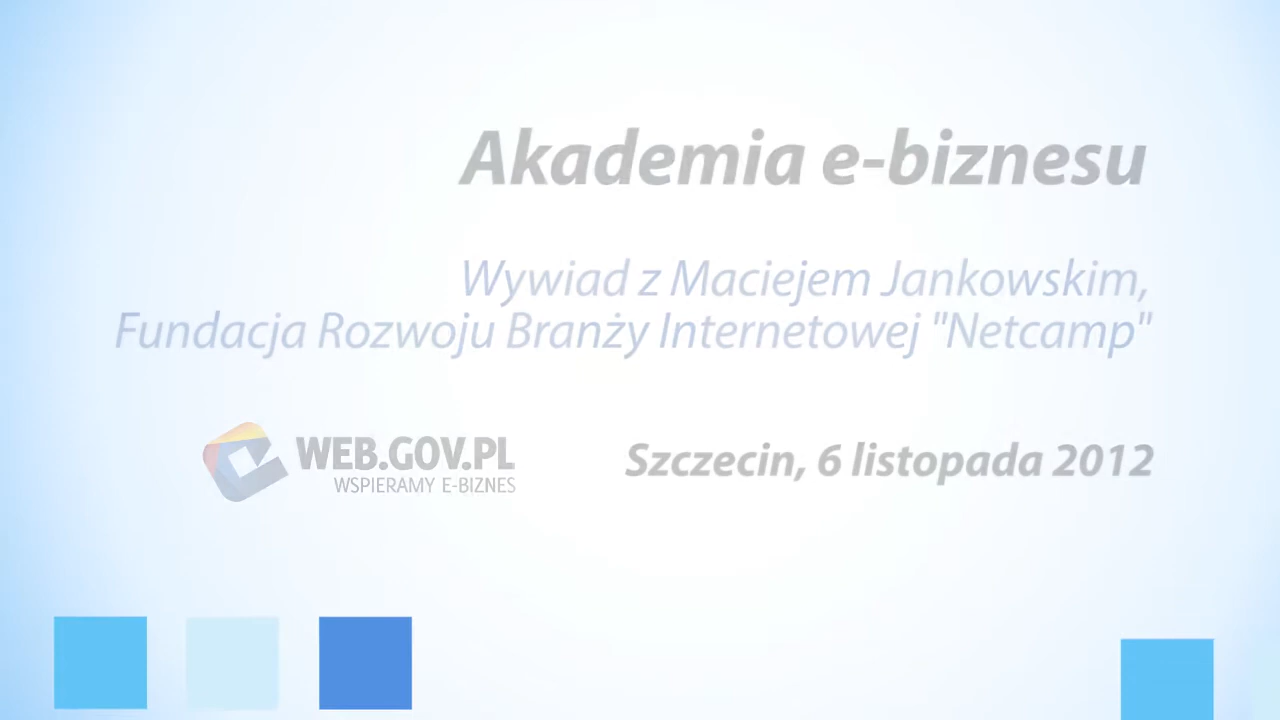 Akademia e-biznesu
Wywiad z Maciejem Jankowskim,
Fundacja Rozwoju Branży Internetowej "Netcamp"
WEB.GOV.PL
WSPIERAMY E-BIZNES
Szczecin, 6 listopada 2012